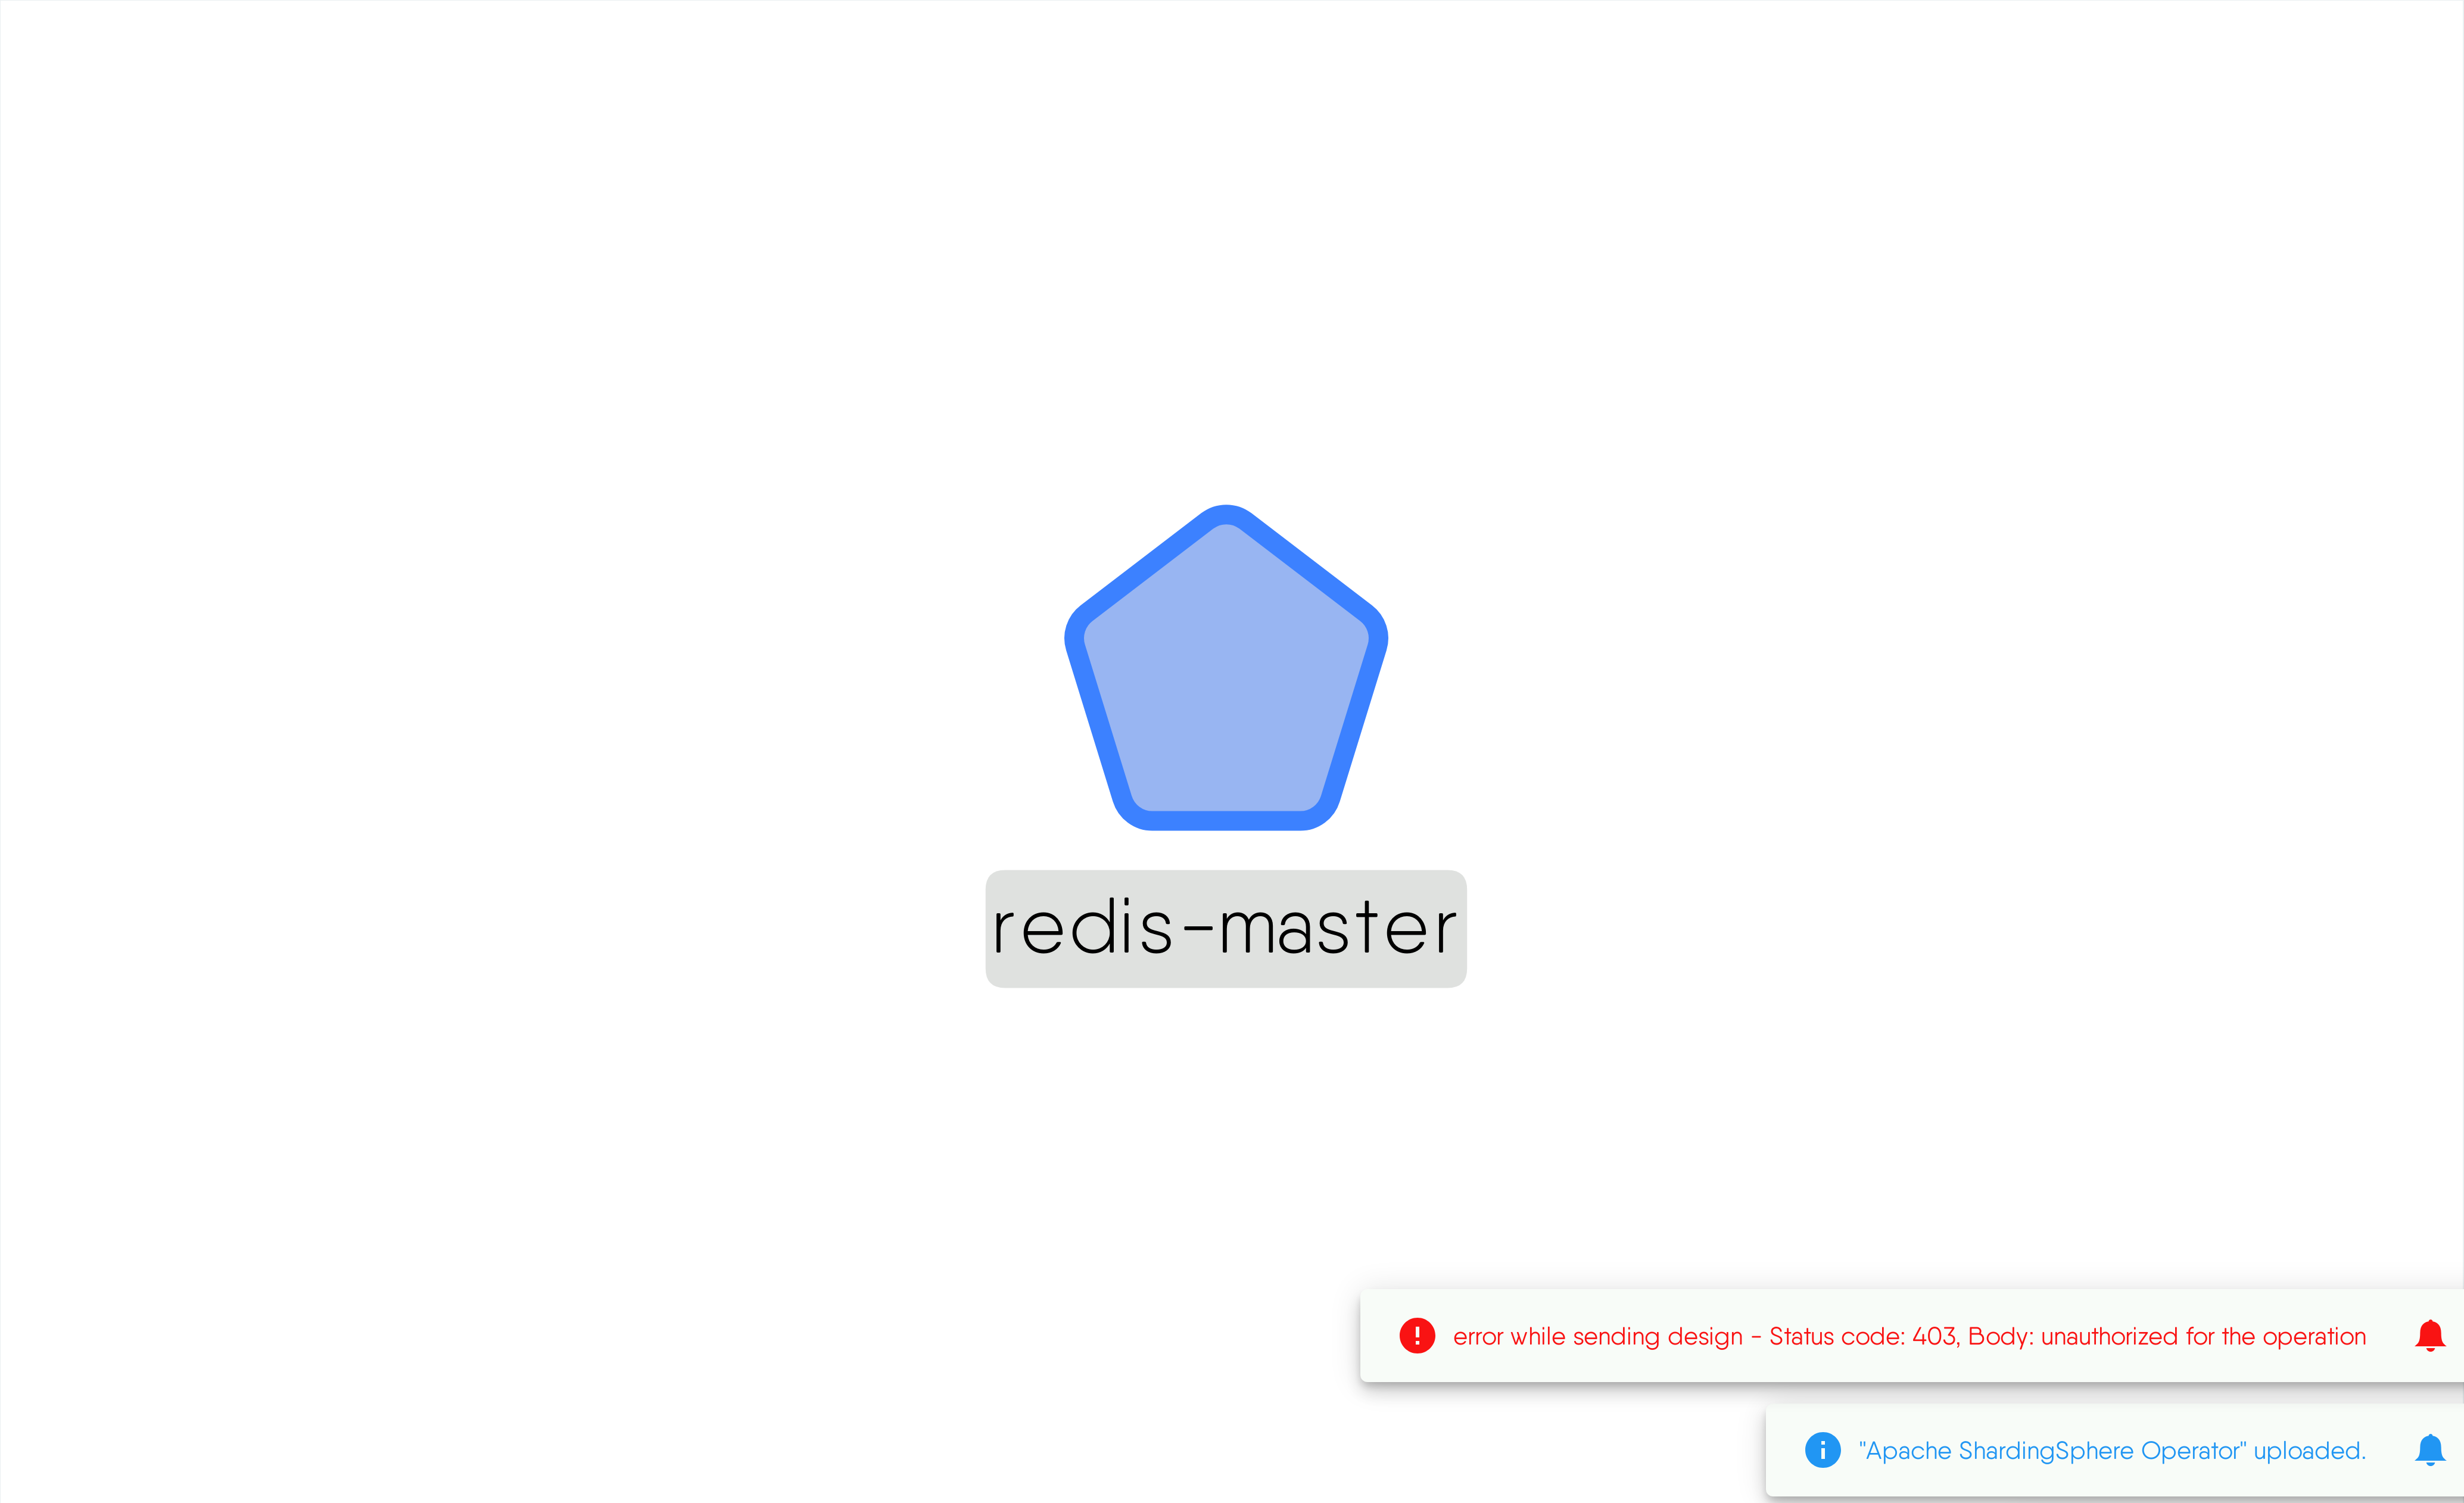 redis-master
error while sending design - Status code: 403, Body: unauthorized for the operation
"Apache ShardingSphere Operator" uploaded.